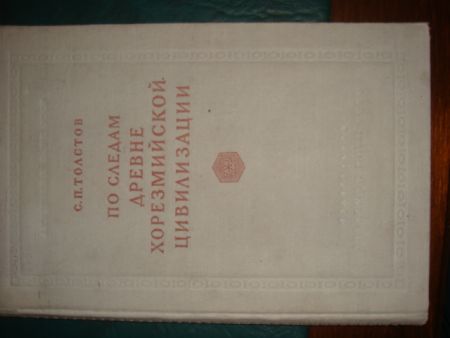 С.П.ТОЛСТОВ
ПО СЛЕДАМ
ДРЕВНЕ
ХОРЕЗМИЙСКОЙ
ЦИВИЛИЗАЦИИ